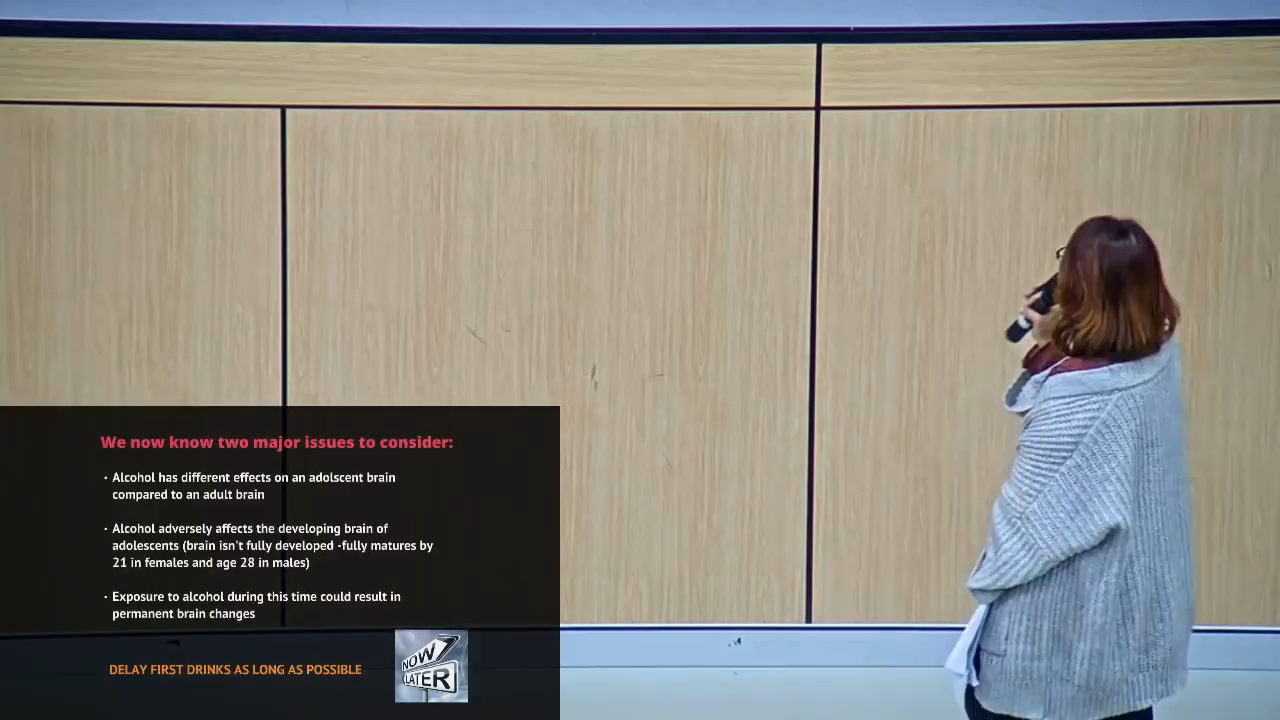 We now know two major issues to consider:
· Alcohol has different effects on an adolscent brain
compared to an adult brain
· Alcohol adversely affects the developing brain of
adolescents (brain isn't fully developed -fully matures by
21 in females and age 28 in males)
· Exposure to alcohol during this time could result in
permanent brain changes
DELAY FIRST DRINKS AS LONG AS POSSIBLE
NOW
LATER